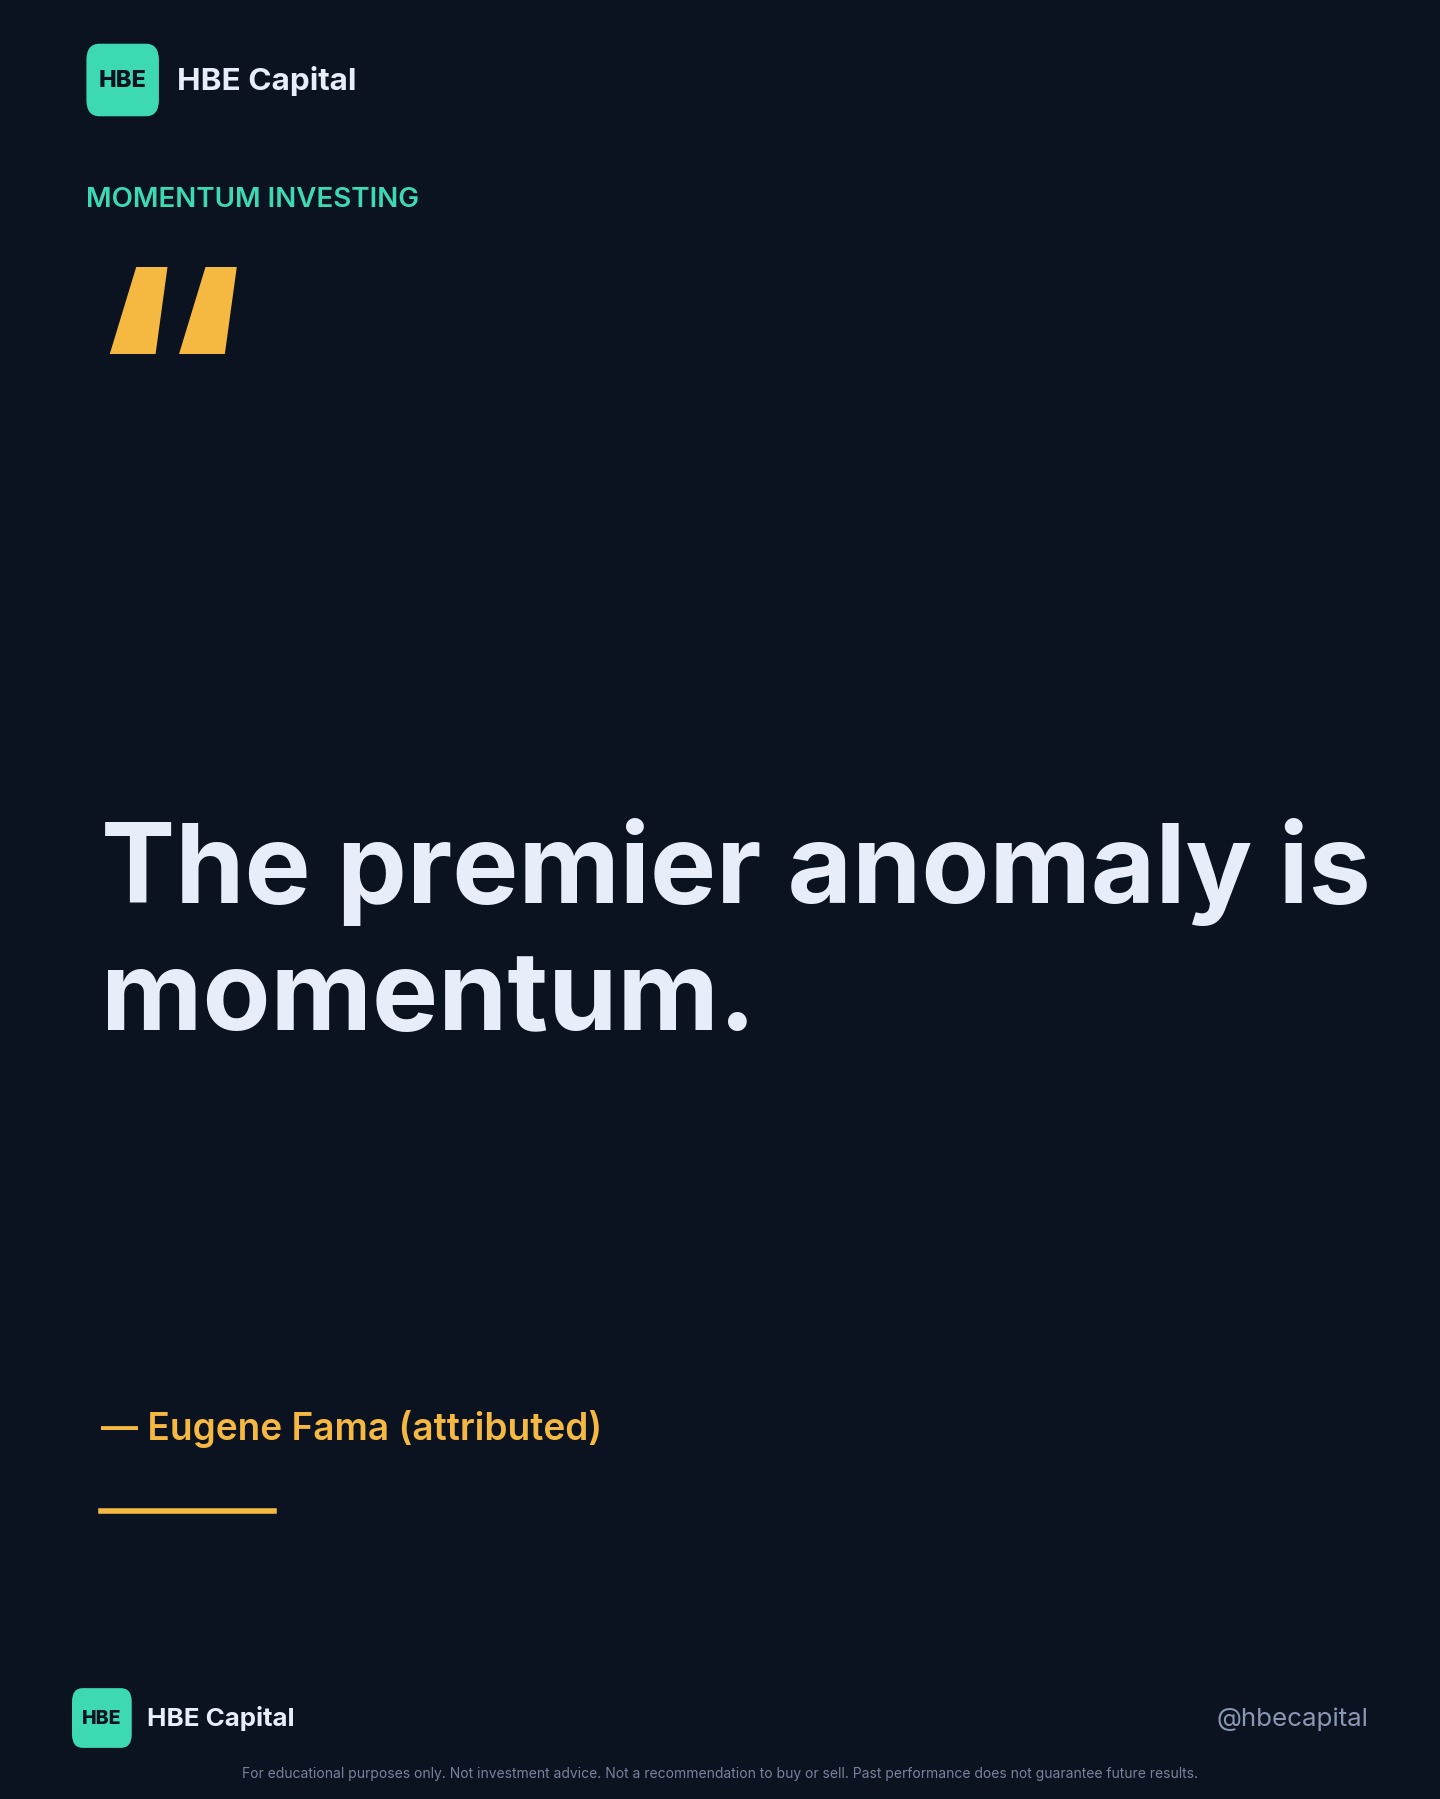 HBE
HBE Capital
MOMENTUM INVESTING
"
The premier anomaly is
momentum.
— Eugene Fama (attributed)
HBE
HBE Capital
@hbecapital
For educational purposes only. Not investment advice. Not a recommendation to buy or sell. Past performance does not guarantee future results.